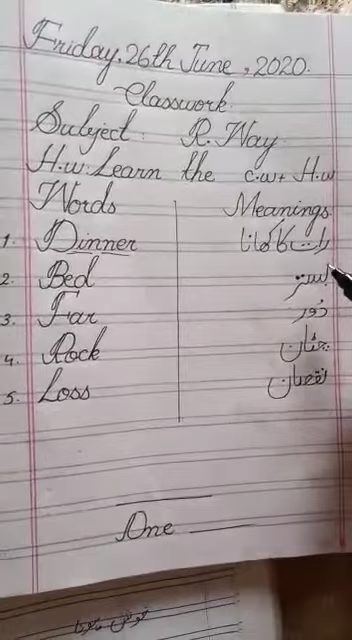 Friday, 26th June, 2020.
Classwork.
Subject : R. Way
H.w: Learn the c.w+ H.w
Words Meanings.
1. Dinner رات کا کھانا
2. Bed بستر
3. Far دُور
4. Rock چٹان
5. Loss نقصان
One